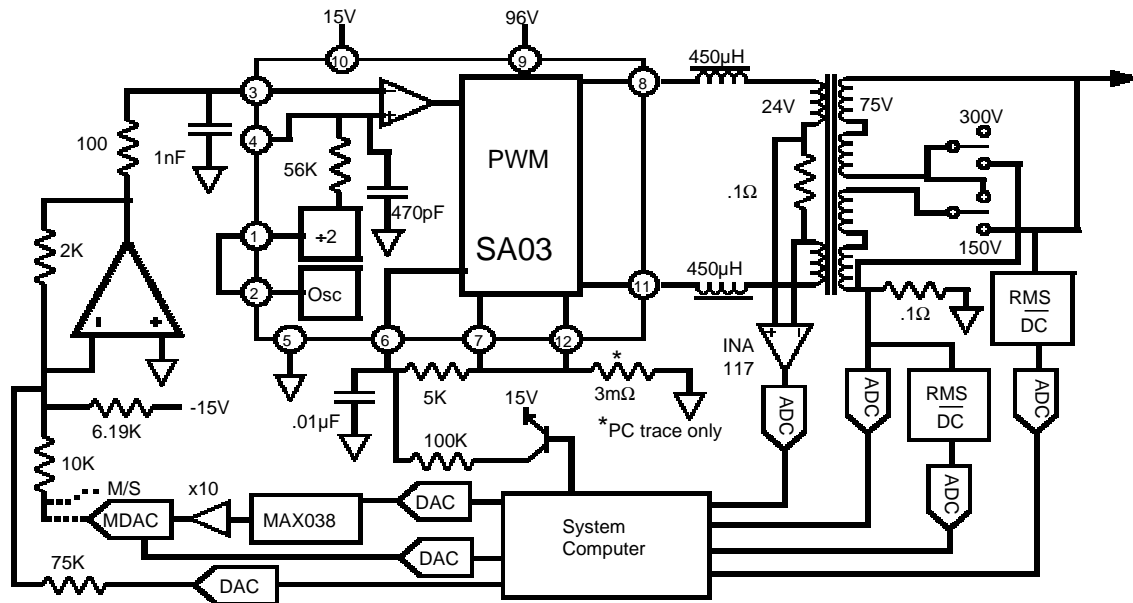 15V
96V
10
9
450µH
8
3
24V
75V
300V
100
4
1nF
56K
PWM
.1Ω
470pF
1
÷2
SA03
2K
150V
2
Osc
450µH
11
.1Ω
RMS
DC
- +
5
6
7
12
INA
117
+ -
*
5K
3mΩ
-15V
.01µF
15V
*PC trace only
ADC
ADC
RMS
DC
ADC
6.19K
100K
10K
M/S
x10
DAC
ADC
MDAC
MAX038
System
Computer
DAC
75K
DAC